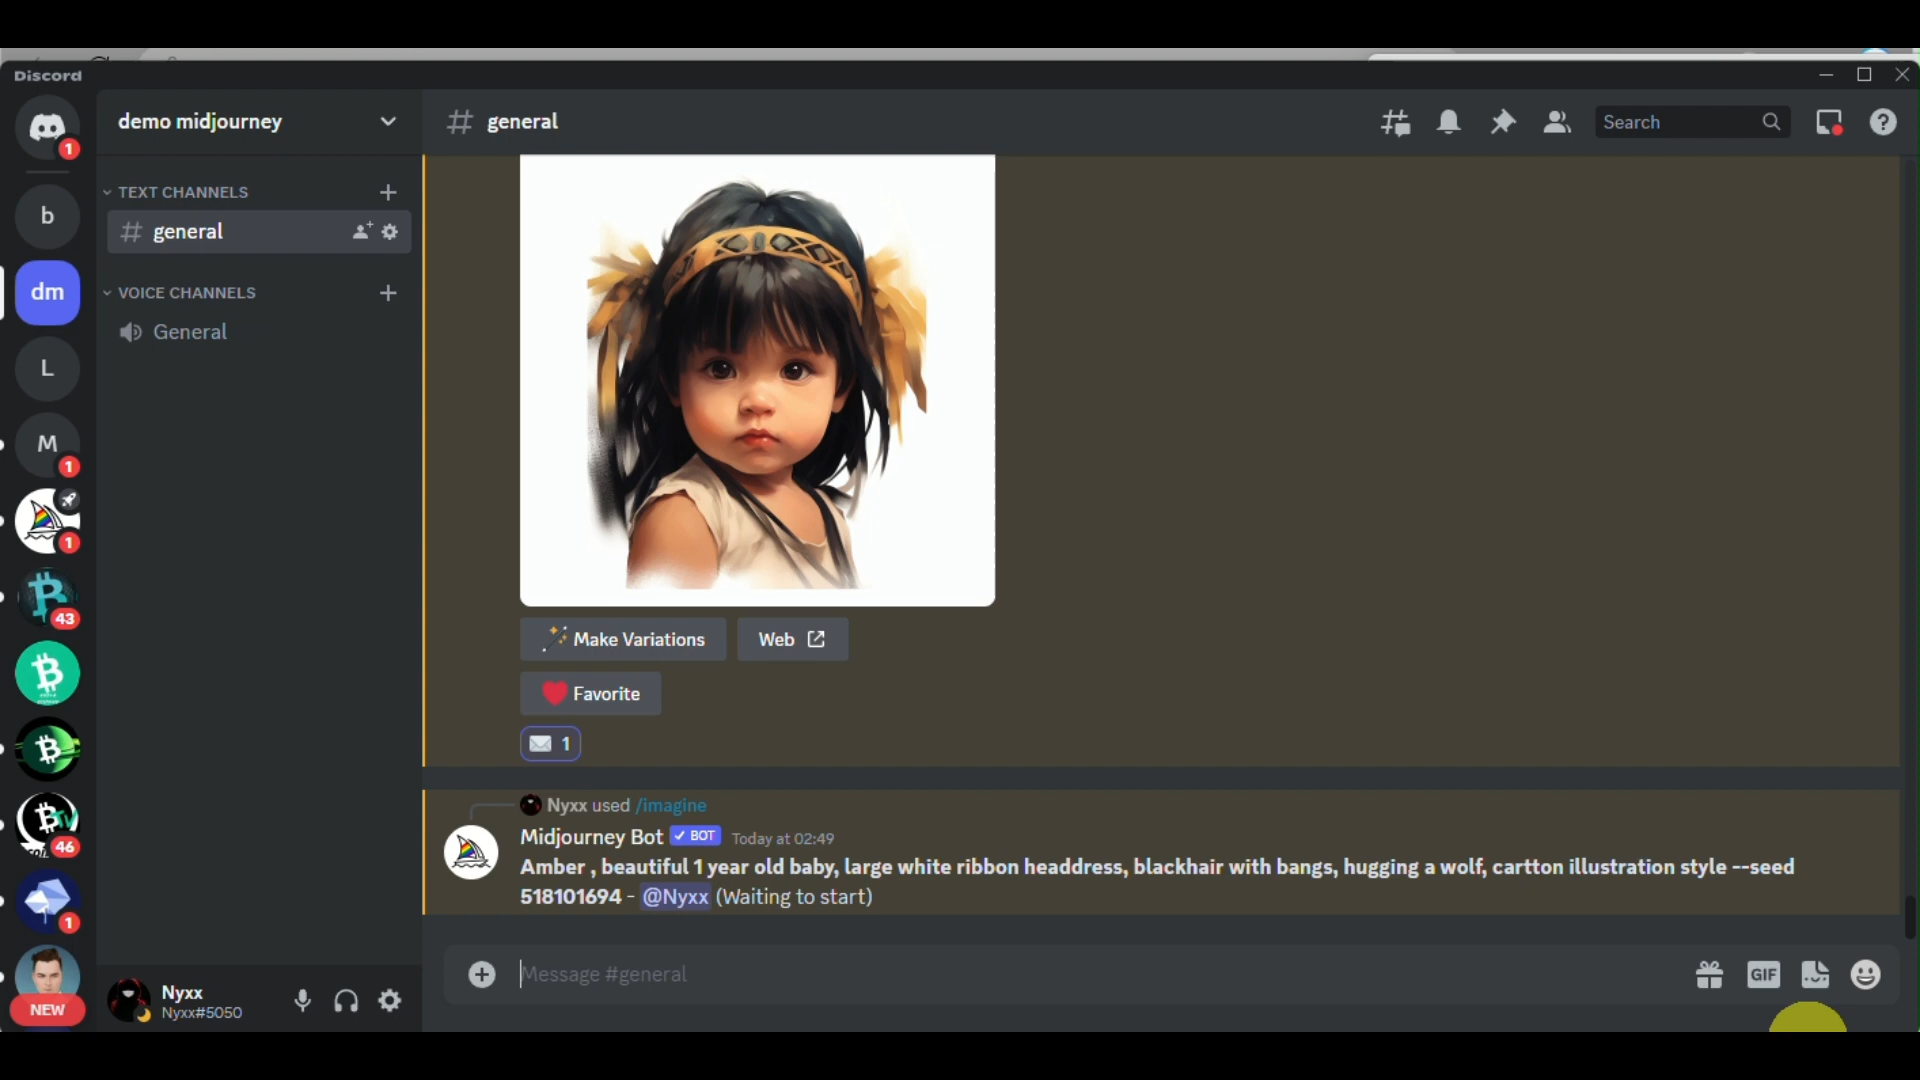 Discord
1
demo midjourney
general
Search
b
TEXT CHANNELS
general
dm
VOICE CHANNELS
General
L
M
1
1
43
Make Variations
Web
Favorite
1
Nyxx used /imagine
Midjourney Bot BOT Today at 02:49
Amber , beautiful 1 year old baby, large white ribbon headdress, blackhair with bangs, hugging a wolf, cartton illustration style --seed
518101694 - @Nyxx (Waiting to start)
46
1
NEW
Nyxx
Nyxx#5050
Message #general
GIF